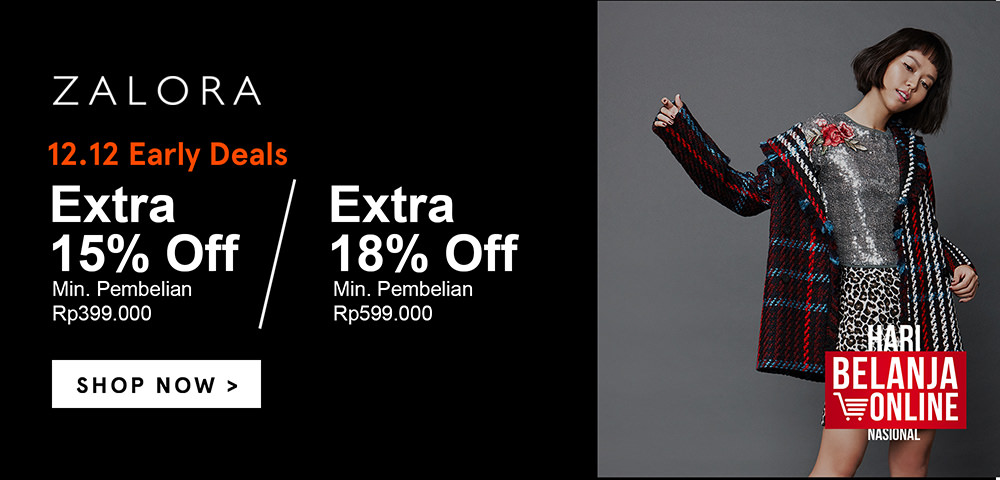 ZALORA
12.12 Early Deals
Extra
15% Off
Min. Pembelian
Rp399.000
Extra
18% Off
Min. Pembelian
Rp599.000
SHOP NOW >
HARI
BELANJA
ONLINE
NASIONAL